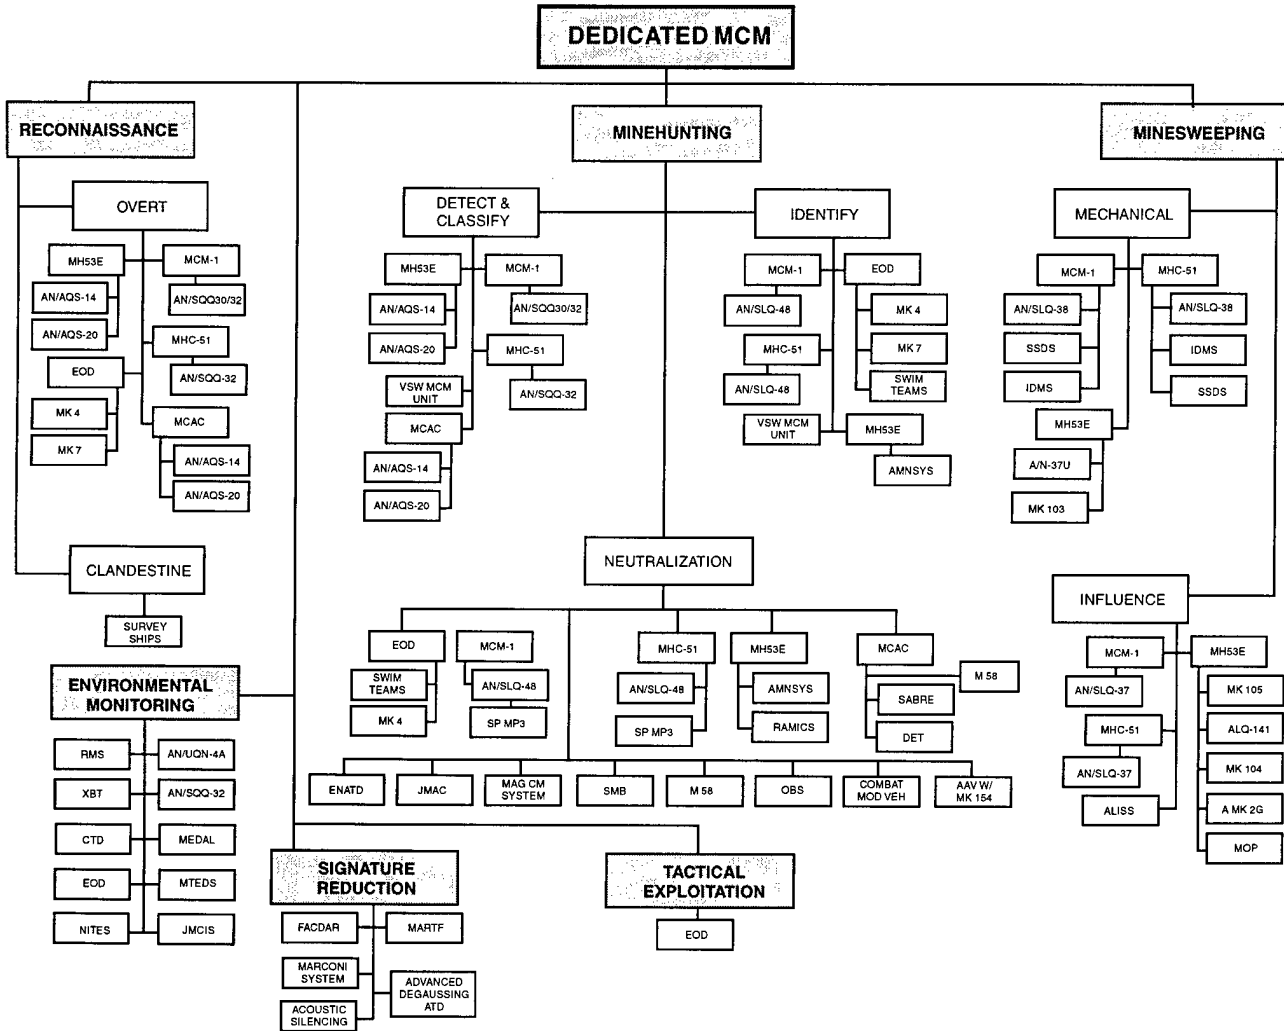 DEDICATED MCM
RECONNAISSANCE
MINEHUNTING
MINESWEEPING
OVERT
MH53E
MCM-1
AN/AQS-14
AN/SQQ30/32
AN/AQS-20
MHC-51
EOD
AN/SQQ-32
MK 4
MCAC
MK 7
AN/AQS-14
AN/AQS-20
CLANDESTINE
SURVEY
SHIPS
DETECT &
CLASSIFY
MH53E
MCM-1
AN/AQS-14
AN/SQQ30/32
AN/AQS-20
MHC-51
VSW MCM
UNIT
AN/SQQ-32
MCAC
AN/AQS-14
AN/AQS-20
IDENTIFY
MCM-1
EOD
AN/SLQ-48
MK 4
MHC-51
MK 7
AN/SLQ-48
SWIM
TEAMS
VSW MCM
UNIT
MH53E
AMNSYS
MECHANICAL
MCM-1
MHC-51
AN/SLQ-38
AN/SLQ-38
SSDS
IDMS
IDMS
SSDS
MH53E
A/N-37U
MK 103
NEUTRALIZATION
EOD
MCM-1
MHC-51
MH53E
MCAC
SWIM
TEAMS
AN/SLQ-48
AN/SLQ-48
AMNSYS
M 58
SABRE
MK 4
SP MP3
SP MP3
RAMICS
DET
ENATD
JMAC
MAG CM
SYSTEM
SMB
M 58
OBS
COMBAT
MOD VEH
AAV W/
MK 154
INFLUENCE
MCM-1
MH53E
AN/SLQ-37
MK 105
MHC-51
ALQ-141
AN/SLQ-37
MK 104
ALISS
A MK 2G
MOP
ENVIRONMENTAL
MONITORING
RMS
AN/UQN-4A
XBT
AN/SQQ-32
CTD
MEDAL
EOD
MTEDS
NITES
JMCIS
SIGNATURE
REDUCTION
FACDAR
MARTF
MARCONI
SYSTEM
ADVANCED
DEGAUSSING
ATD
ACOUSTIC
SILENCING
TACTICAL
EXPLOITATION
EOD